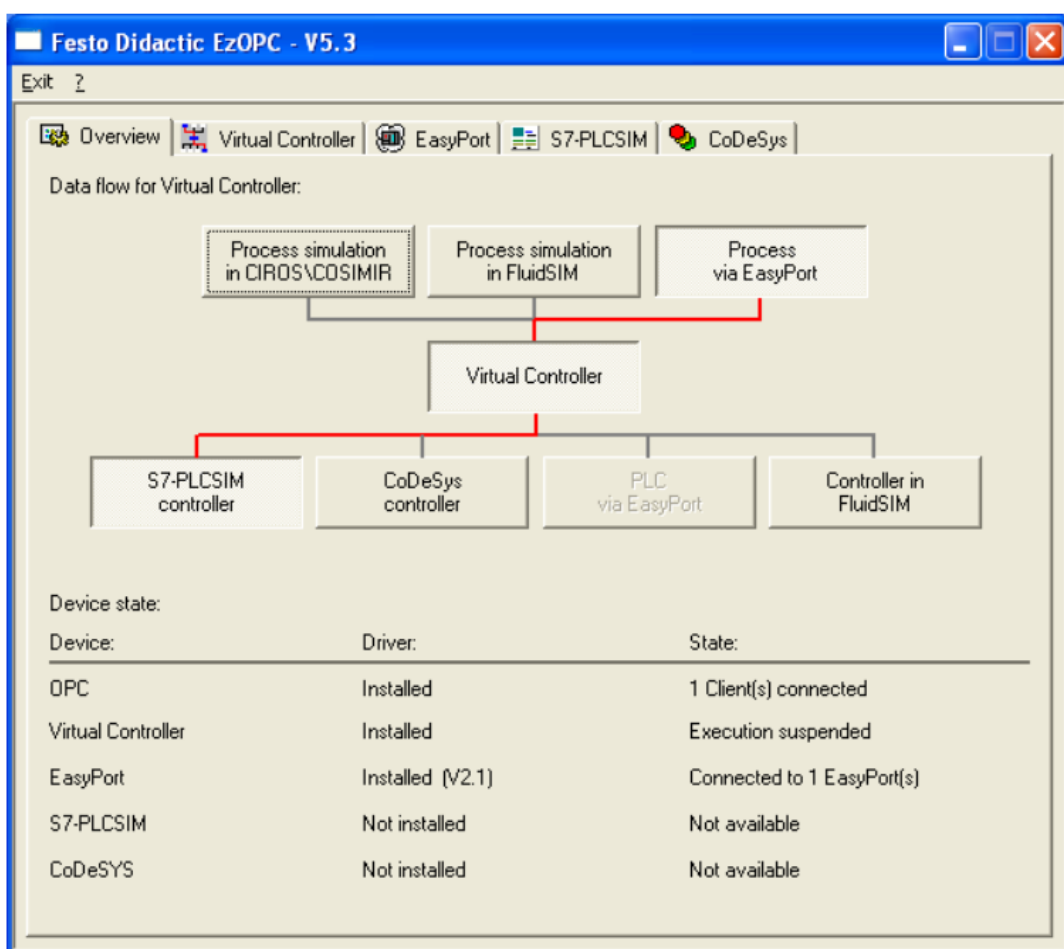 Festo Didactic EzOPC - V5.3
Exit ?
Overview Virtual Controller EasyPort S7-PLCSIM CoDeSys
Data flow for Virtual Controller:
Process simulation
in CIROS\COSIMIR
Process simulation
in FluidSIM
Process
via EasyPort
Virtual Controller
S7-PLCSIM
controller
CoDeSys
controller
PLC
via EasyPort
Controller in
FluidSIM
Device state:
Device: Driver: State:
OPC Installed 1 Client(s) connected
Virtual Controller Installed Execution suspended
EasyPort Installed (V2.1) Connected to 1 EasyPort(s)
S7-PLCSIM Not installed Not available
CoDeSYS Not installed Not available